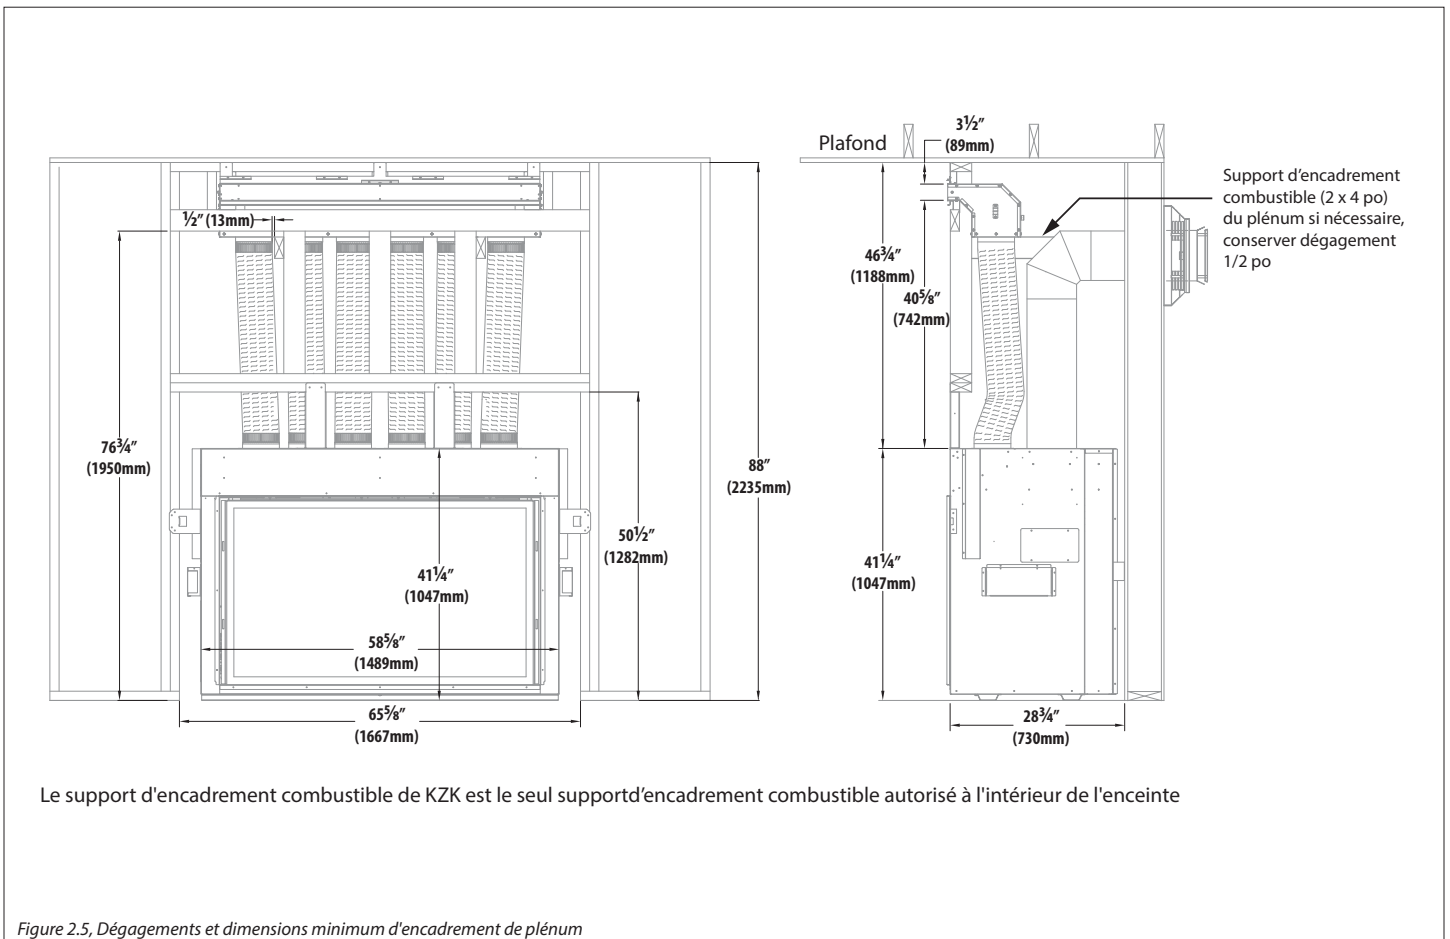 Plafond
3½"
(89mm)
Support d'encadrement
combustible (2 x 4 po)
du plénum si nécessaire,
conserver dégagement
1/2 po
½" (13mm)
46¾"
(1188mm)
40⅝"
(742mm)
76¾"
(1950mm)
88"
(2235mm)
50½"
(1282mm)
41¼"
(1047mm)
41¼"
(1047mm)
58⅝"
(1489mm)
65⅝"
(1667mm)
28¾"
(730mm)
Le support d'encadrement combustible de KZK est le seul supportd'encadrement combustible autorisé à l'intérieur de l'enceinte
Figure 2.5, Dégagements et dimensions minimum d'encadrement de plénum